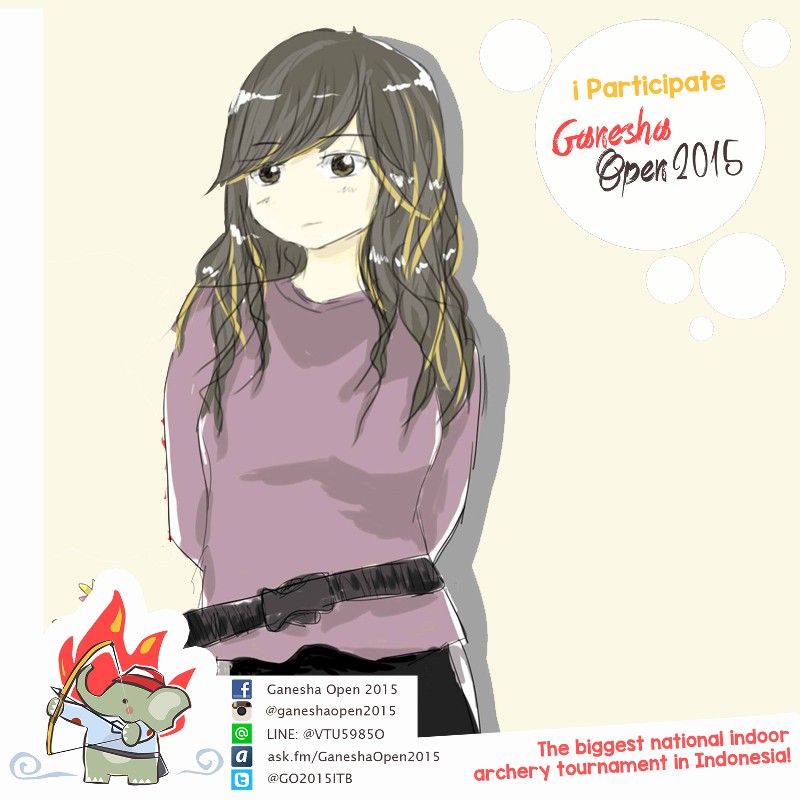 i Participate
Ganesha
Open 2015
Ganesha Open 2015
@ganeshaopen2015
LINE: @VTU5985O
ask.fm/GaneshaOpen2015
@GO2015ITB
The biggest national indoor
archery tournament in Indonesia!